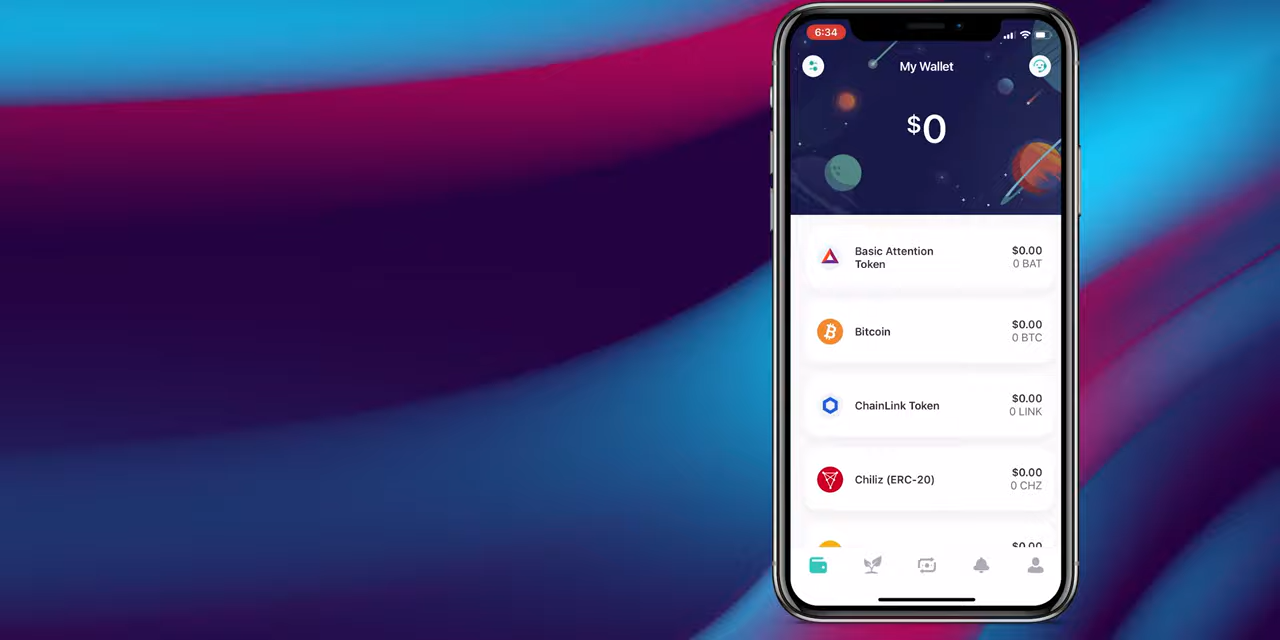 6:34
My Wallet
$0
Basic Attention
Token
$0.00
0 BAT
Bitcoin
$0.00
0 BTC
ChainLink Token
$0.00
0 LINK
Chiliz (ERC-20)
$0.00
0 CHZ
$0.00